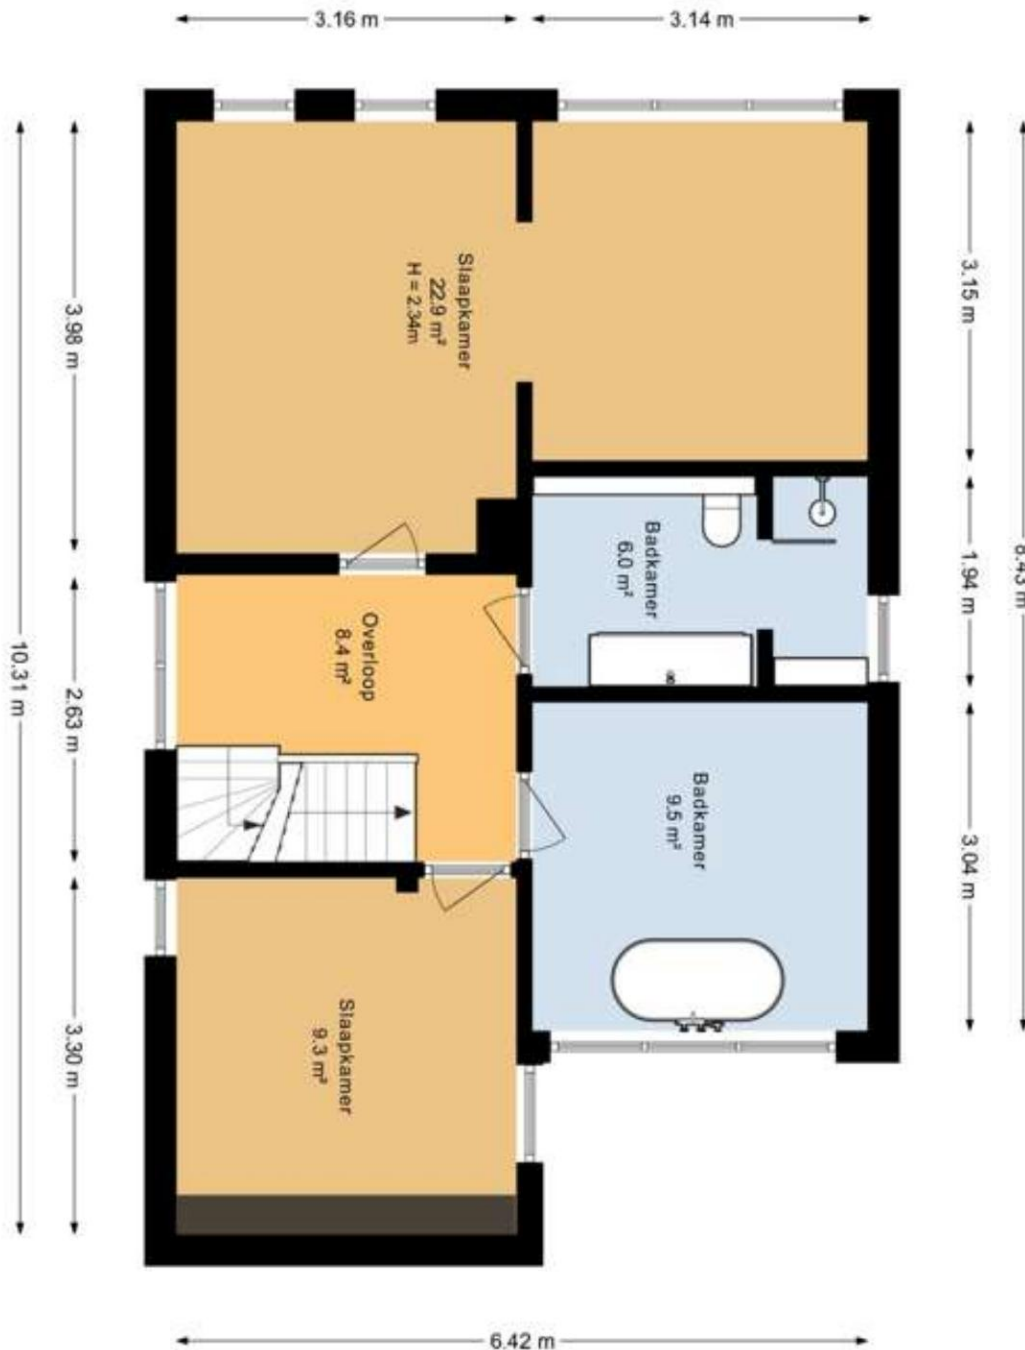 3.16 m
3.14 m
10.31 m
3.98 m
2.63 m
3.30 m
Slaapkamer
22.9 m²
H = 2.34m
Overloop
8.4 m²
Badkamer
6.0 m²
Badkamer
9.5 m²
Slaapkamer
9.3 m²
3.15 m
1.94 m
3.04 m
8.43 m
6.42 m